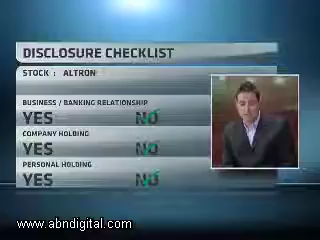 DISCLOSURE CHECKLIST
STOCK : ALTRON
BUSINESS / BANKING RELATIONSHIP
YES NO
COMPANY HOLDING
YES NO
PERSONAL HOLDING
YES NO
www.abndigital.com